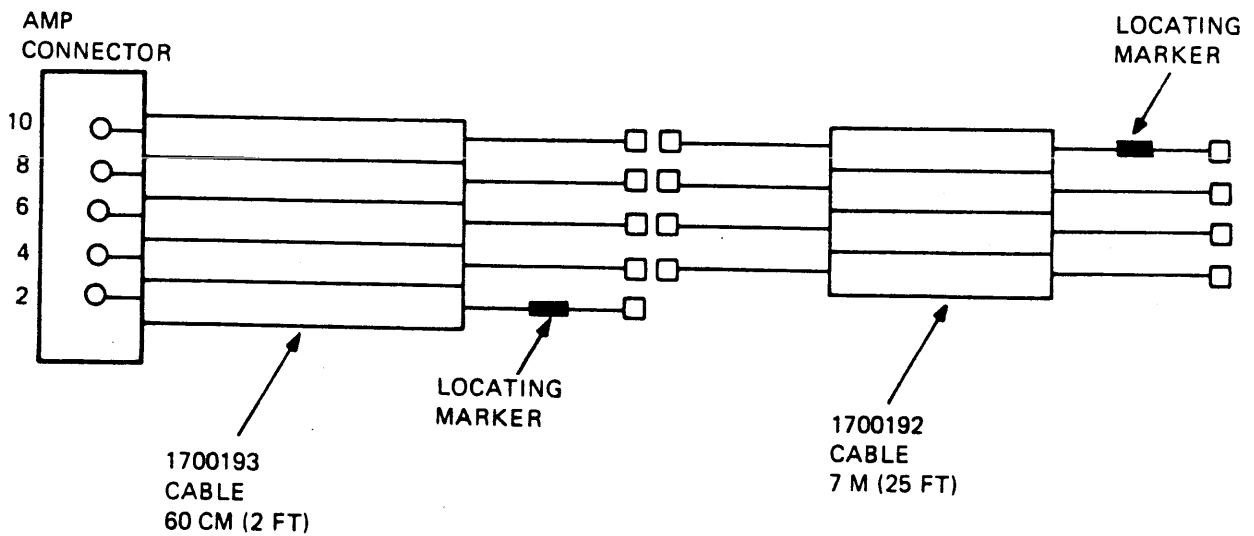 AMP
CONNECTOR
LOCATING
MARKER
10
8
6
4
2
LOCATING
MARKER
1700193
CABLE
60 CM (2 FT)
1700192
CABLE
7 M (25 FT)